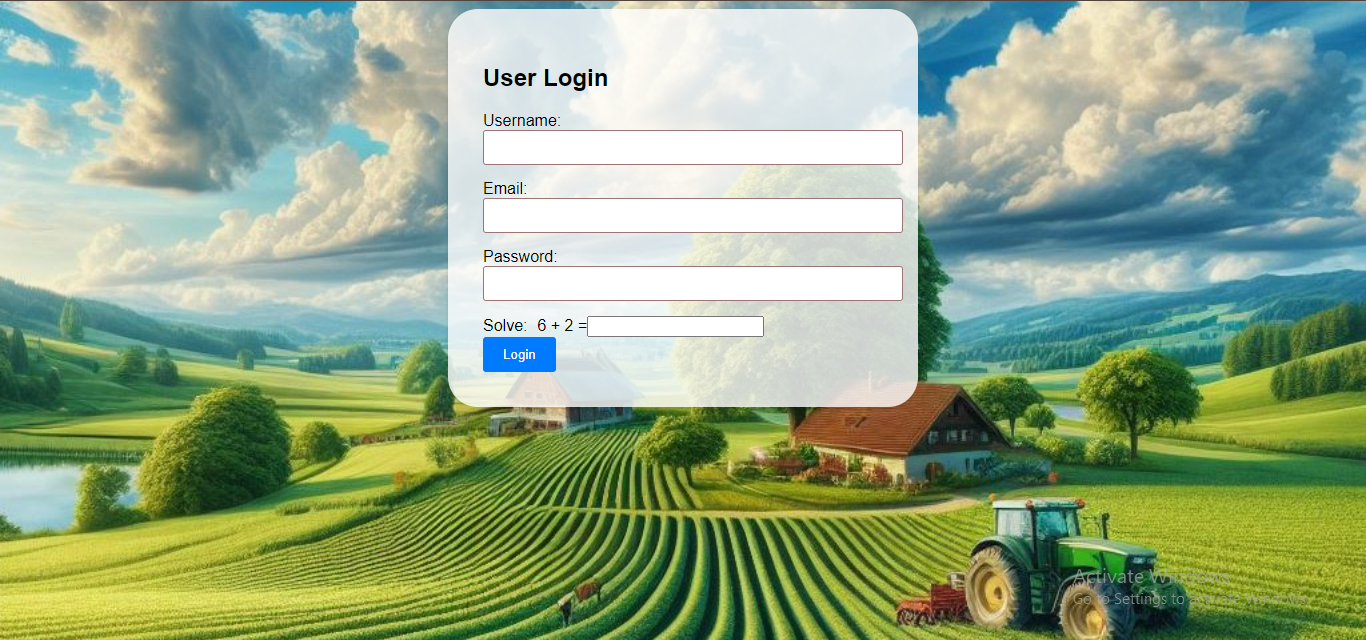 User Login
Username:
Email:
Password:
Solve: 6 + 2 =
Login
Activate Windows
Go to Settings to activate Windows.